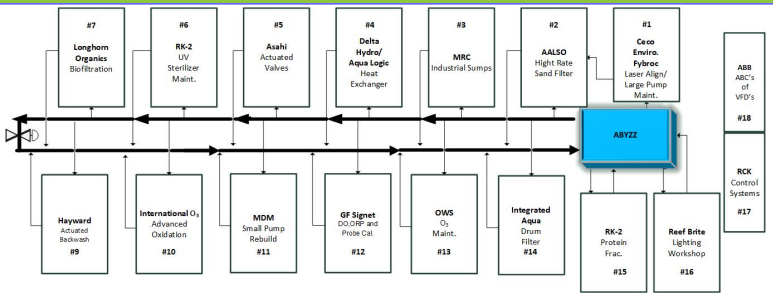 #7
Longhorn
Organics
Biofiltration
#6
RK-2
UV
Sterilizer
Maint.
#5
Asahi
Actuated
Valves
#4
Delta
Hydro/
Aqua Logic
Heat
Exchanger
#3
MRC
Industrial Sumps
#2
AALSO
Hight Rate
Sand Filter
#1
Ceco
Enviro.
Fybroc
Laser Align/
Large Pump
Maint.
ABB
ABC's
of
VFD's
#18
ABYZZ
RCK
Control
Systems
#17
Hayward
Actuated
Backwash
#9
International O₃
Advanced
Oxidation
#10
MDM
Small Pump
Rebuild
#11
GF Signet
DO,ORP and
Probe Cal.
#12
OWS
O₃
Maint.
#13
Integrated
Aqua
Drum
Filter
#14
RK-2
Protein
Frac.
#15
Reef Brite
Lighting
Workshop
#16